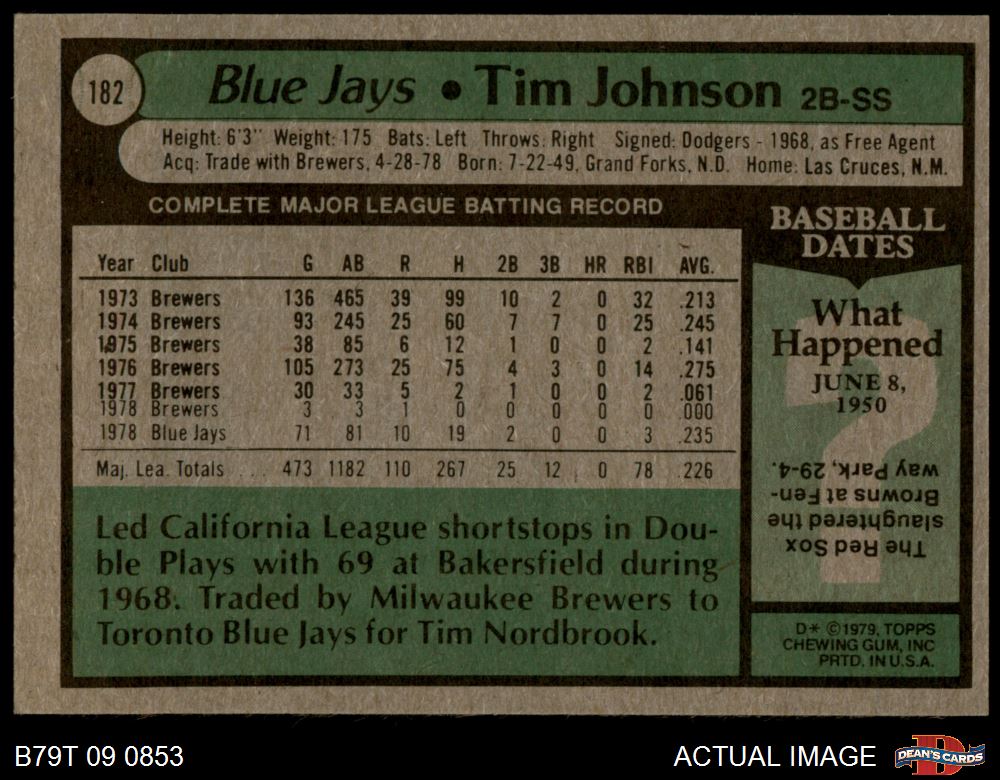 182
Blue Jays • Tim Johnson 2B-SS
Height: 6'3" Weight: 175 Bats: Left Throws: Right Signed: Dodgers - 1968, as Free Agent
Acq: Trade with Brewers, 4-28-78 Born: 7-22-49, Grand Forks, N.D. Home: Las Cruces, N.M.
COMPLETE MAJOR LEAGUE BATTING RECORD
Year Club G AB R H 2B 3B HR RBI AVG.
1973 Brewers 136 465 39 99 10 2 0 32 .213
1974 Brewers 93 245 25 60 7 7 0 25 .245
1975 Brewers 38 85 6 12 1 0 0 2 .141
1976 Brewers 105 273 25 75 4 3 0 14 .275
1977 Brewers 30 33 5 2 1 0 0 2 .061
1978 Brewers 3 3 1 0 0 0 0 0 .000
1978 Blue Jays 71 81 10 19 2 0 0 3 .235
Maj. Lea. Totals ... 473 1182 110 267 25 12 0 78 .226
Led California League shortstops in Dou-
ble Plays with 69 at Bakersfield during
1968. Traded by Milwaukee Brewers to
Toronto Blue Jays for Tim Nordbrook.
BASEBALL
DATES
What
Happened
JUNE 8,
1950
?
The Red Sox
slaughtered the
Browns at Fen-
way Park, 29-4.
D* ©1979, TOPPS
CHEWING GUM, INC
PRTD. IN U.S.A.
B79T 09 0853
ACTUAL IMAGE
D
DEAN'S CARDS